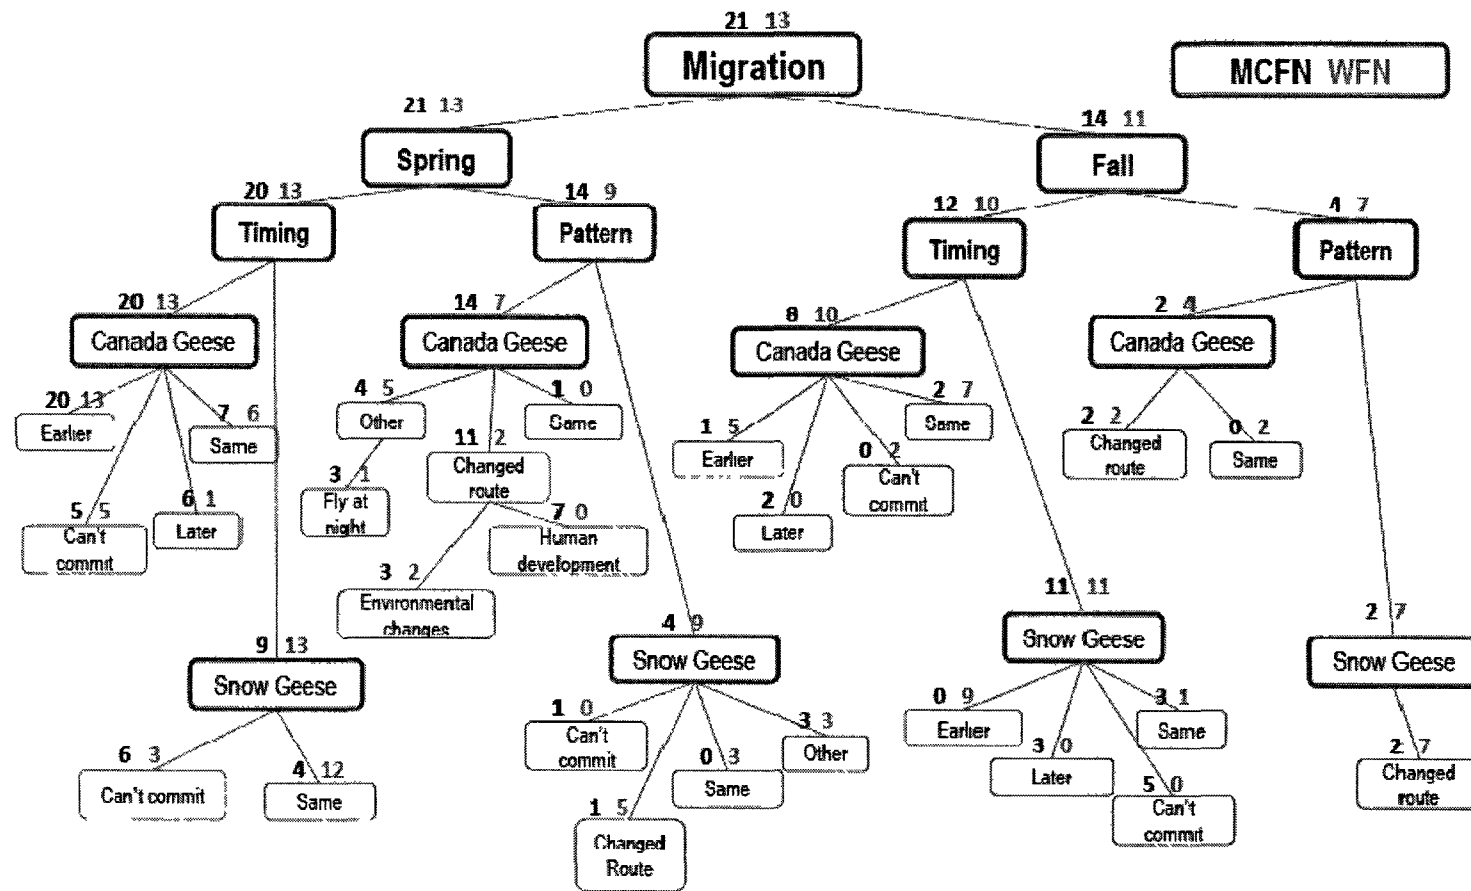 21 13
Migration
MCFN WFN
21 13
Spring
14 11
Fall
20 13
Timing
14 9
Pattern
12 10
Timing
4 7
Pattern
20 13
Canada Geese
20 13
Earlier
5 5
Can't
commit
6 1
Later
7 6
Same
9 13
Snow Geese
6 3
Can't commit
4 12
Same
14 7
Canada Geese
4 5
Other
3 1
Fly at
night
11 2
Changed
route
3 2
Environmental
changes
7 0
Human
development
1 0
Same
4 9
Snow Geese
1 0
Can't
commit
1 5
Changed
Route
0 3
Same
3 3
Other
8 10
Canada Geese
1 5
Earlier
2 0
Later
0 2
Can't
commit
2 7
Same
11 11
Snow Geese
0 9
Earlier
3 0
Later
5 0
Can't
commit
3 1
Same
2 4
Canada Geese
2 2
Changed
route
0 2
Same
2 7
Snow Geese
2 7
Changed
route